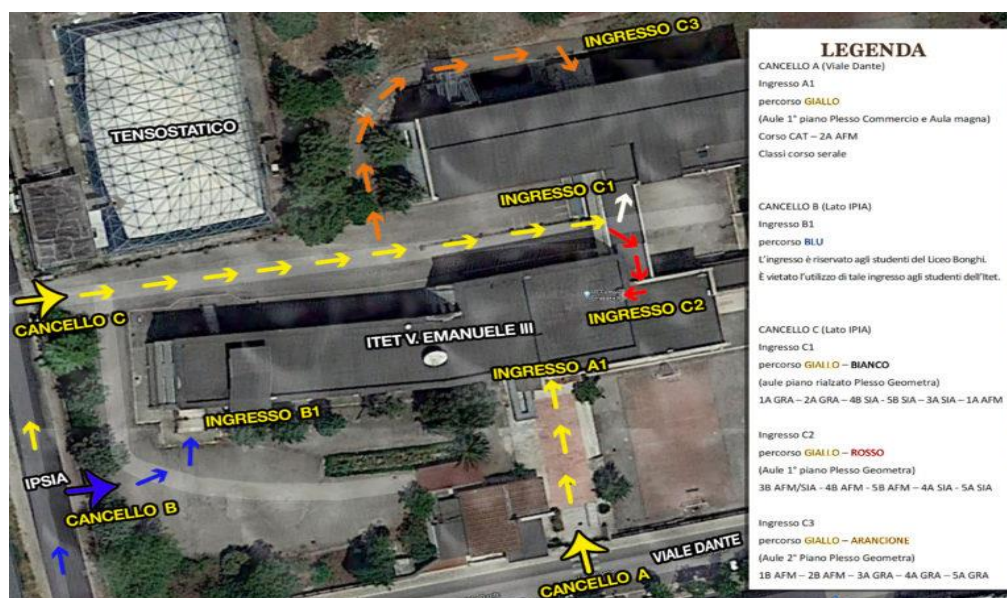 INGRESSO C3
TENSOSTATICO
INGRESSO C1
CANCELLO C
INGRESSO C2
ITET V. EMANUELE III
INGRESSO A1
INGRESSO B1
IPSIA
CANCELLO B
VIALE DANTE
CANCELLO A
LEGENDA
CANCELLO A (Viale Dante)
Ingresso A1
percorso GIALLO
(Aule 1° piano Plesso Commercio e Aula magna)
Corso CAT – 2A AFM
Classi corso serale
CANCELLO B (Lato IPIA)
Ingresso B1
percorso BLU
L'ingresso è riservato agli studenti del Liceo Bonghi.
È vietato l'utilizzo di tale ingresso agli studenti dell'Itet.
CANCELLO C (Lato IPIA)
Ingresso C1
percorso GIALLO – BIANCO
(aule piano rialzato Plesso Geometra)
1A GRA – 2A GRA – 4B SIA - 5B SIA – 3A SIA – 1A AFM
Ingresso C2
percorso GIALLO – ROSSO
(Aule 1° piano Plesso Geometra)
3B AFM/SIA - 4B AFM - 5B AFM – 4A SIA - 5A SIA
Ingresso C3
percorso GIALLO – ARANCIONE
(Aule 2° Piano Plesso Geometra)
1B AFM – 2B AFM – 3A GRA – 4A GRA – 5A GRA